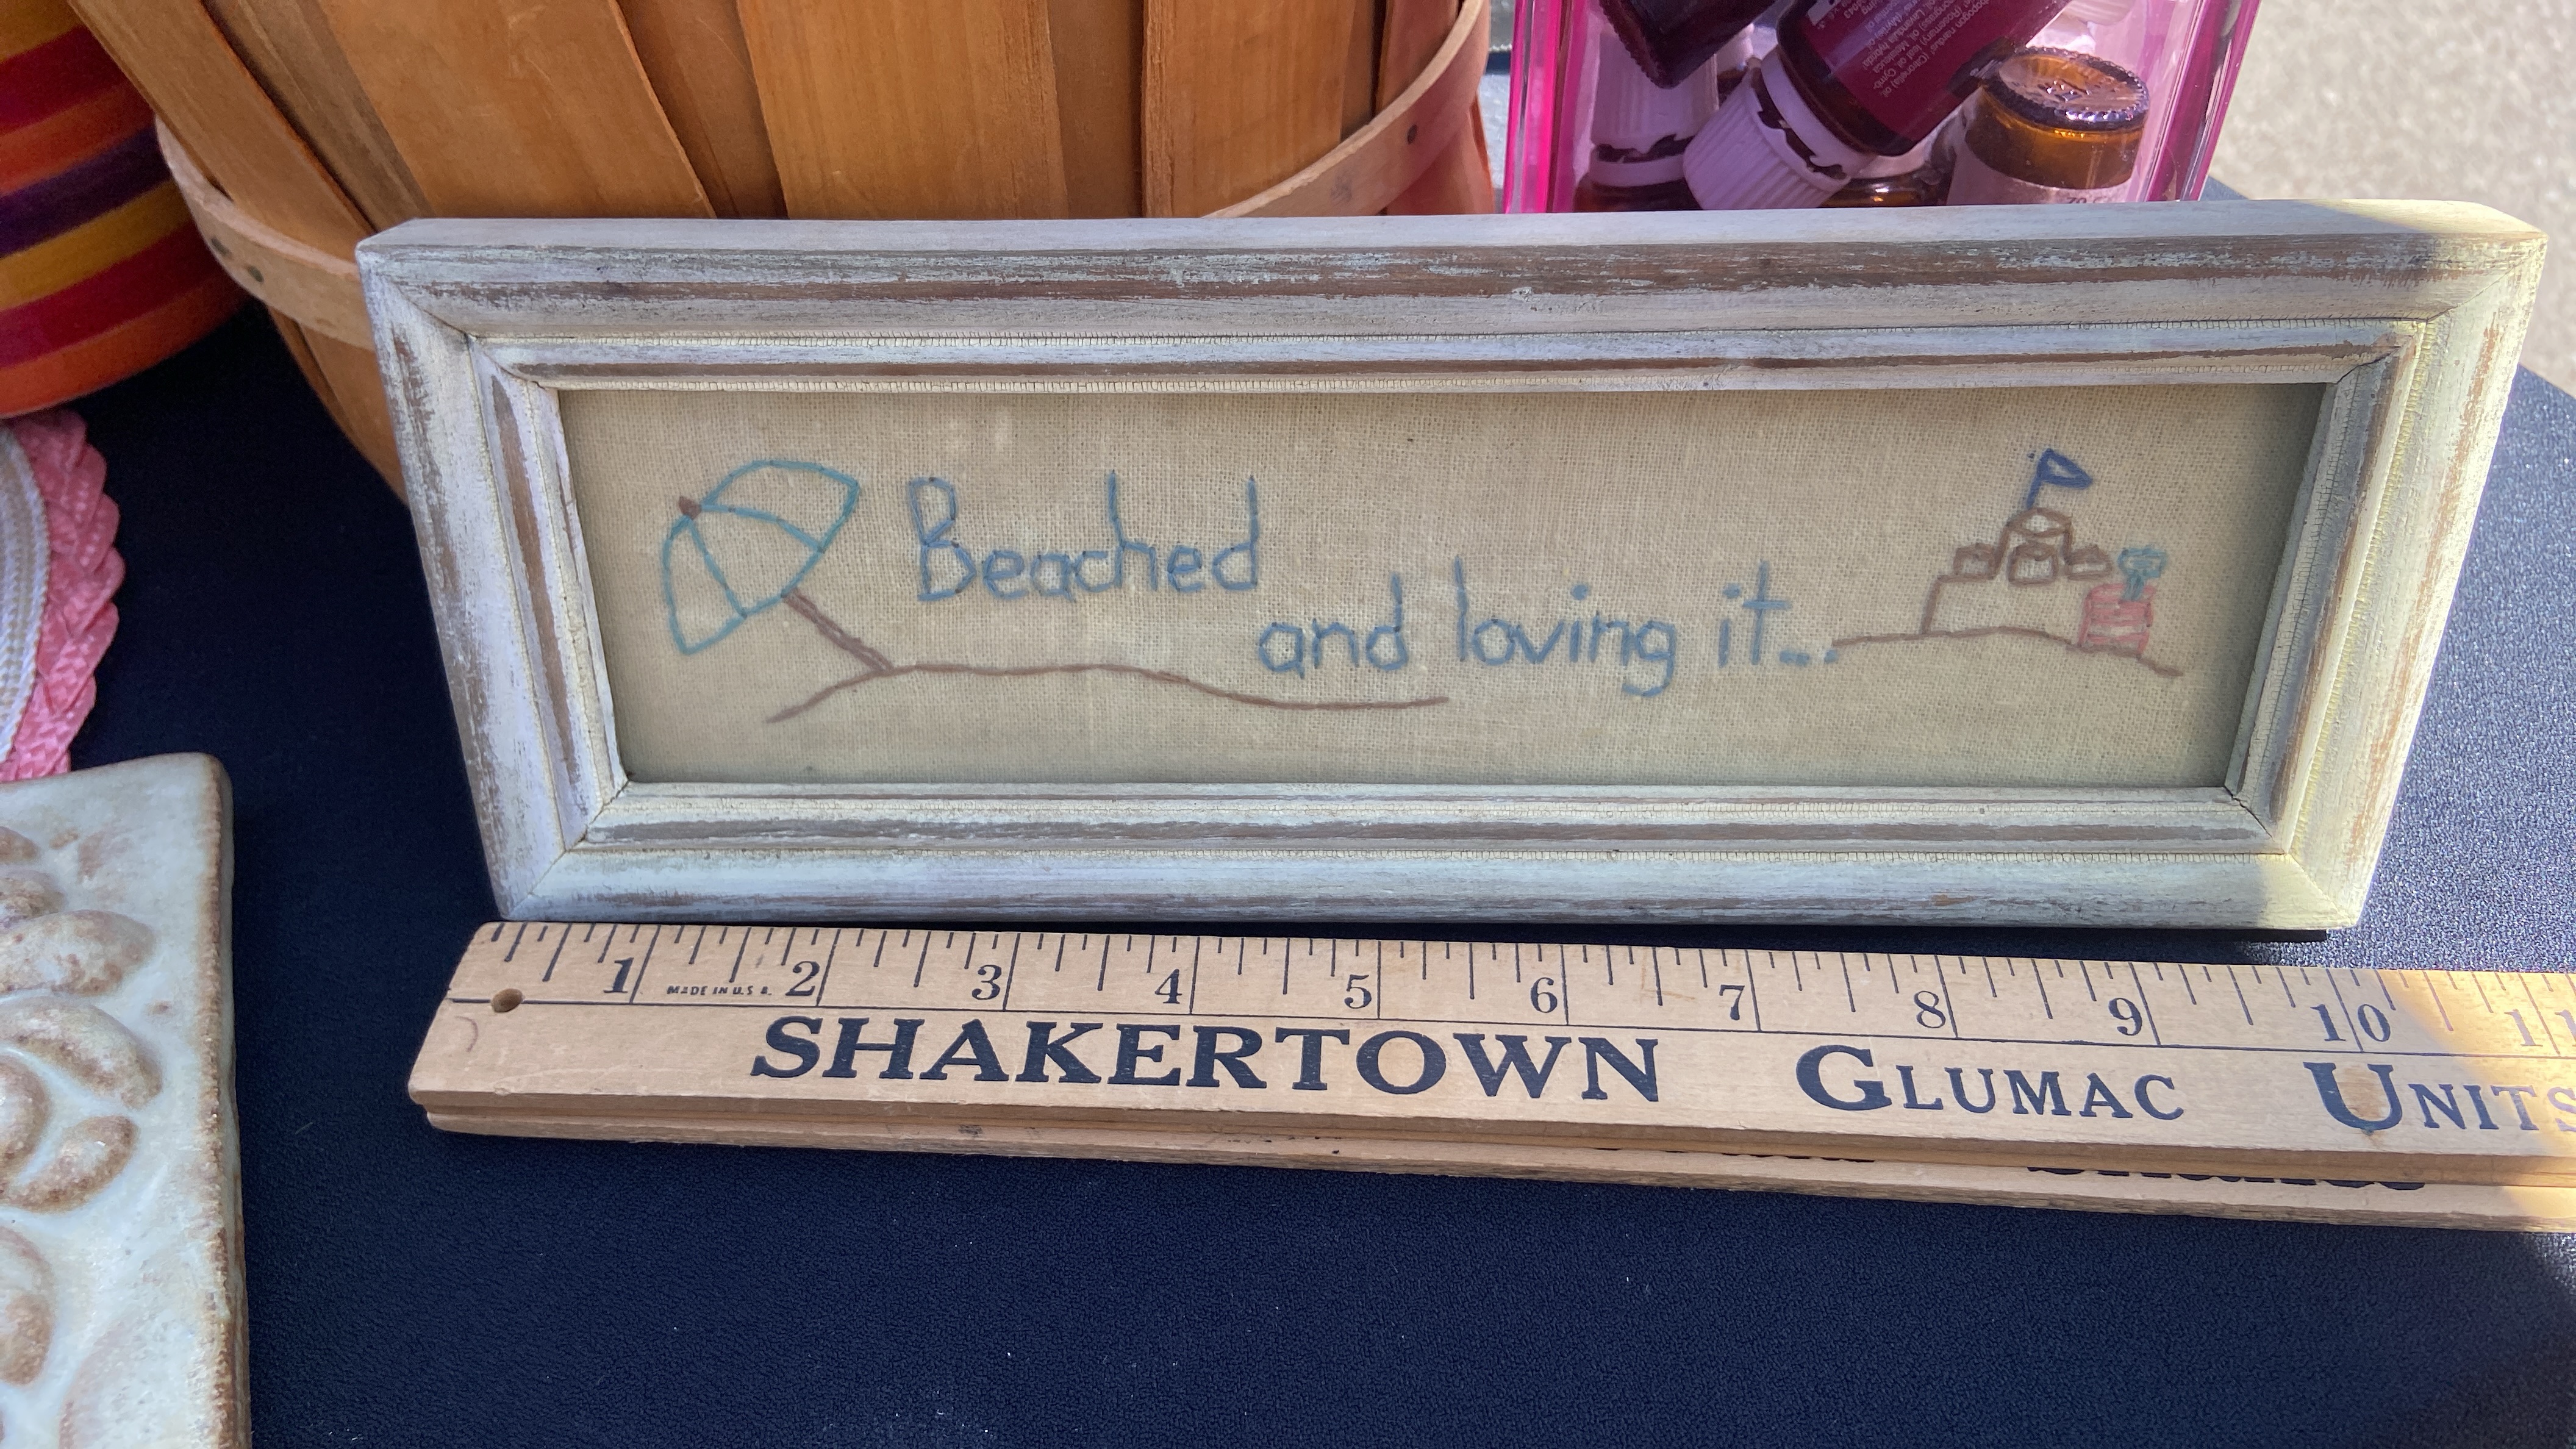 Beached
and loving it...
1 2 3 4 5 6 7 8 9 10 11
MADE IN U.S.A.
SHAKERTOWN GLUMAC UNITS